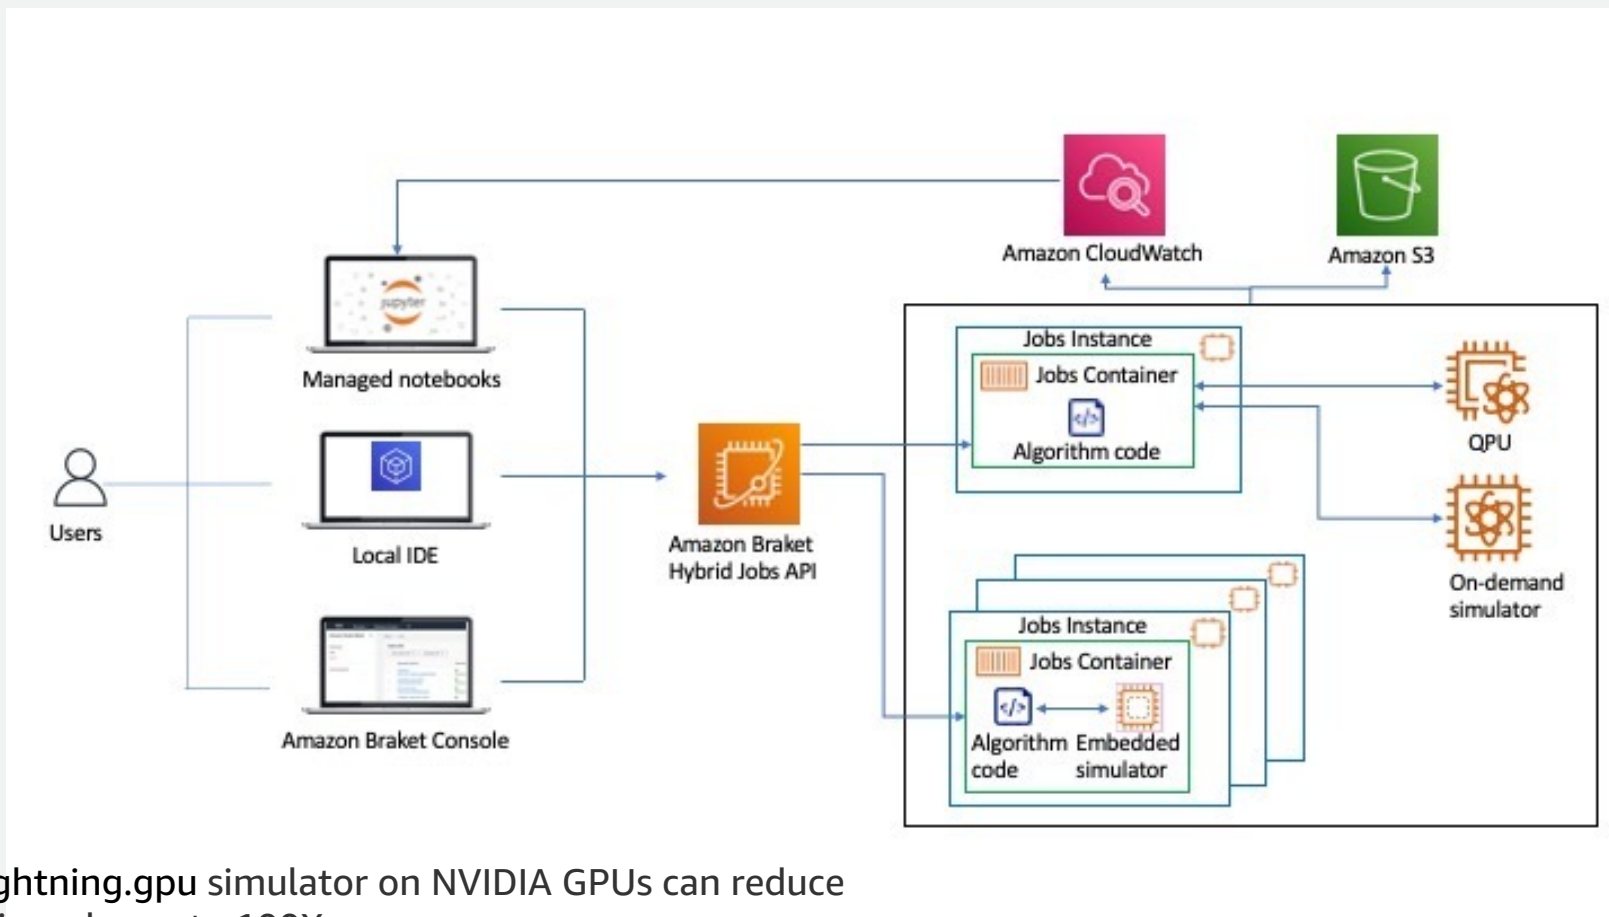 Amazon CloudWatch
Amazon S3
jupyter
Managed notebooks
Users
Local IDE
Amazon Braket Console
Amazon Braket
Hybrid Jobs API
Jobs Instance
Jobs Container
</>
Algorithm code
QPU
On-demand
simulator
Jobs Instance
Jobs Container
</>
Algorithm
code
Embedded
simulator
ghtning.gpu simulator on NVIDIA GPUs can reduce